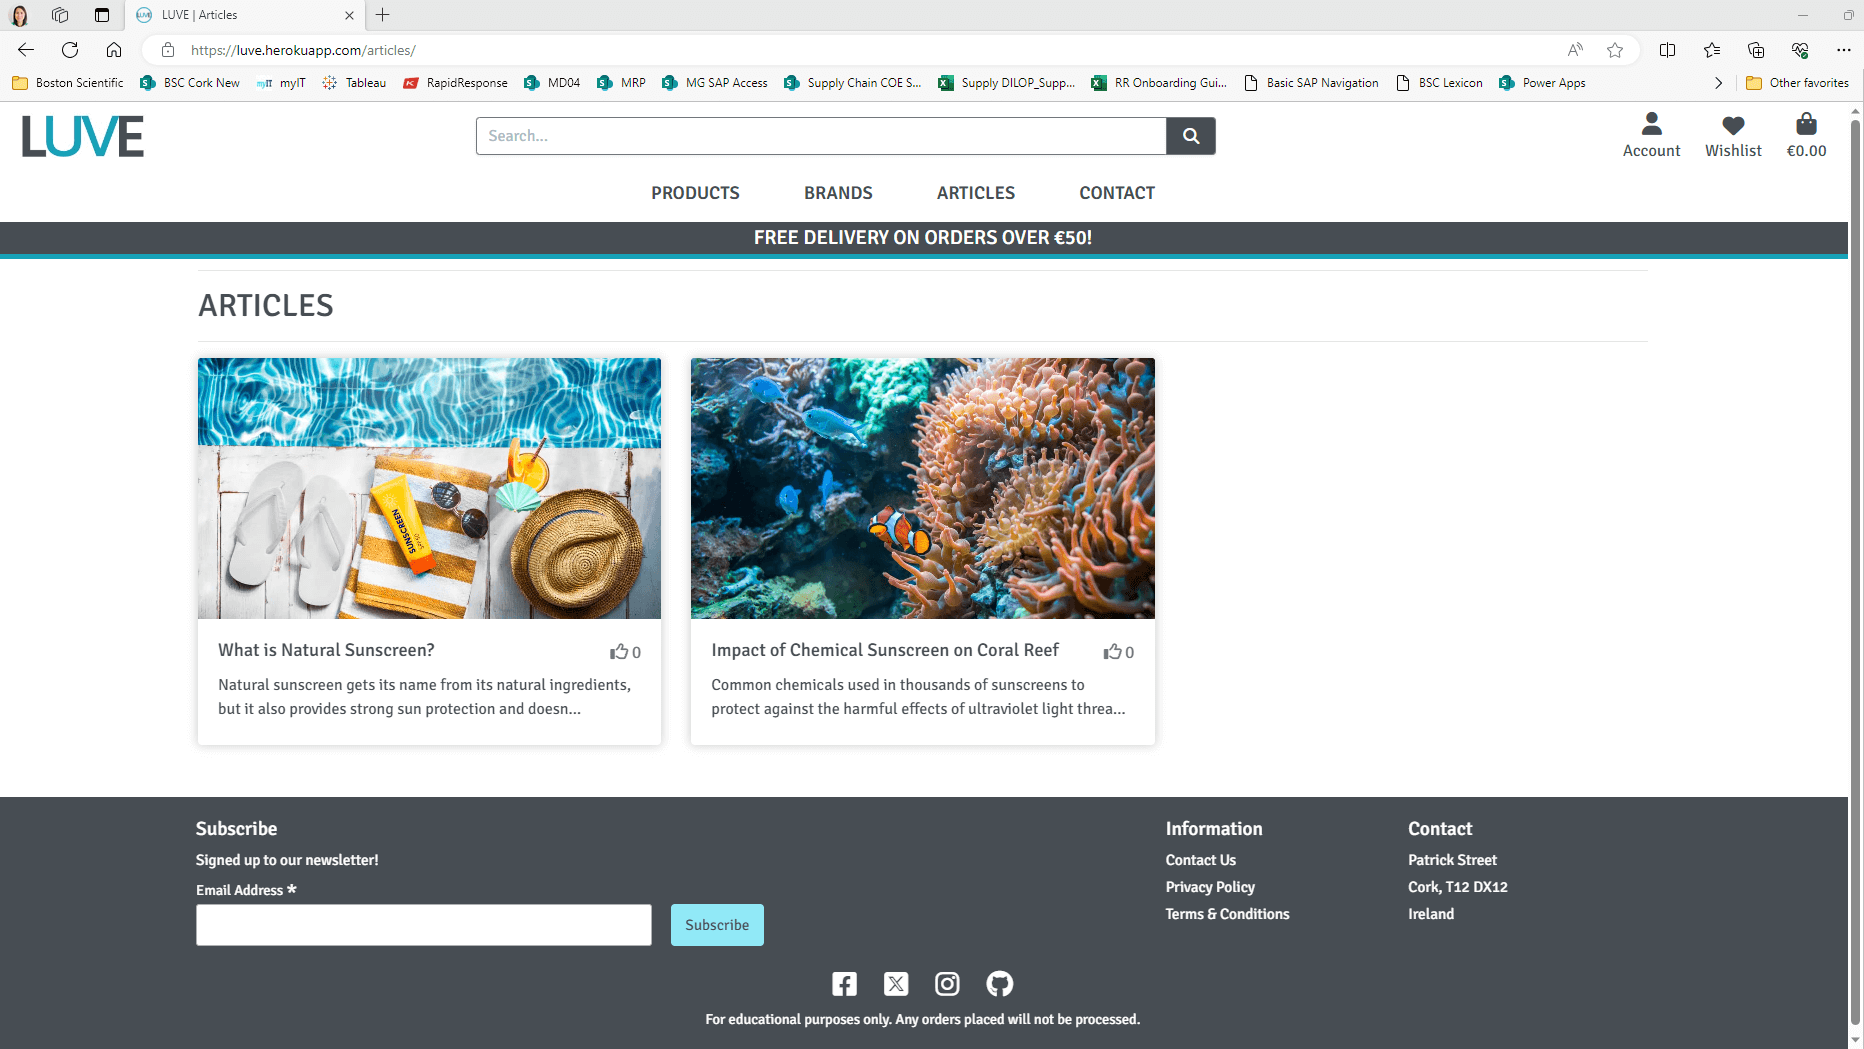 LUVE | Articles
https://luve.herokuapp.com/articles/
Boston Scientific
BSC Cork New
myIT myIT
Tableau
RapidResponse
MD04
MRP
MG SAP Access
Supply Chain COE S...
Supply DILOP_Supp...
RR Onboarding Gui...
Basic SAP Navigation
BSC Lexicon
Power Apps
Other favorites
LUVE
Search...
Account
Wishlist
€0.00
PRODUCTS
BRANDS
ARTICLES
CONTACT
FREE DELIVERY ON ORDERS OVER €50!
ARTICLES
SUNSCREEN
What is Natural Sunscreen?
0
Natural sunscreen gets its name from its natural ingredients,
but it also provides strong sun protection and doesn...
Impact of Chemical Sunscreen on Coral Reef
0
Common chemicals used in thousands of sunscreens to
protect against the harmful effects of ultraviolet light threa...
Subscribe
Signed up to our newsletter!
Email Address *
Subscribe
Information
Contact Us
Privacy Policy
Terms & Conditions
Contact
Patrick Street
Cork, T12 DX12
Ireland
For educational purposes only. Any orders placed will not be processed.